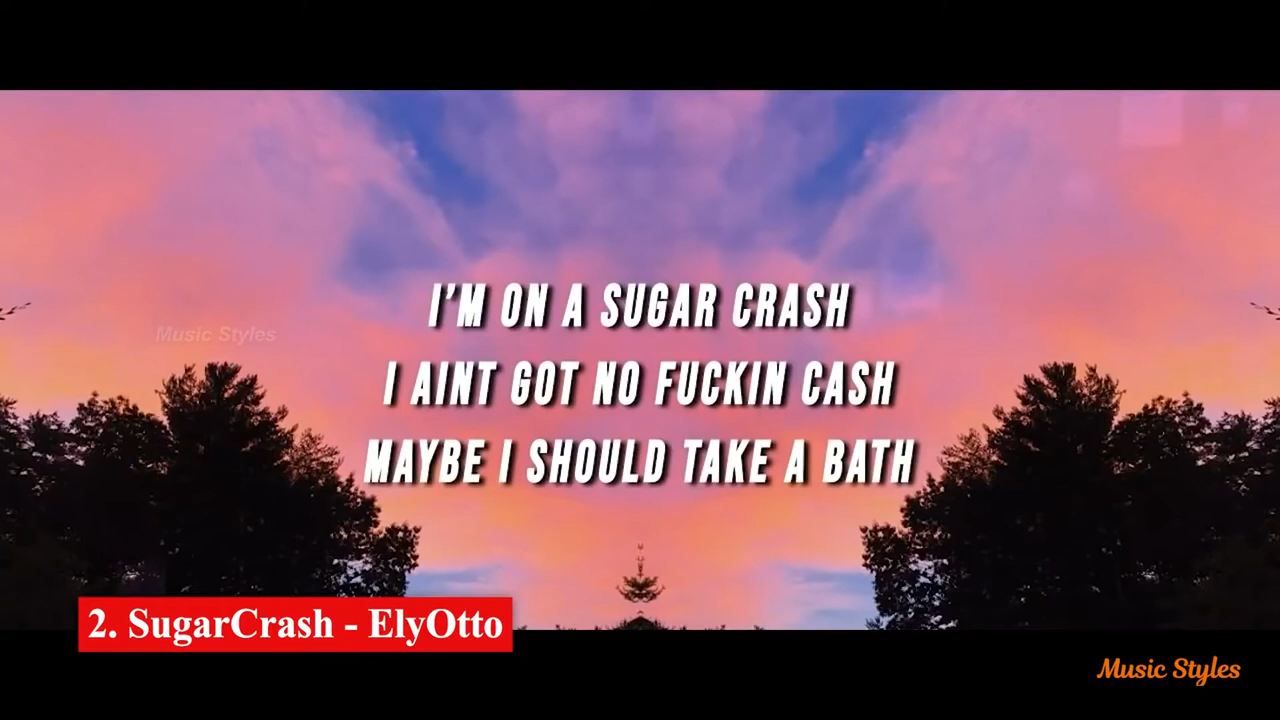 I'M ON A SUGAR CRASH
I AINT GOT NO FUCKIN CASH
Music Styles
MAYBE I SHOULD TAKE A BATH
2. SugarCrash - ElyOtto
Music Styles